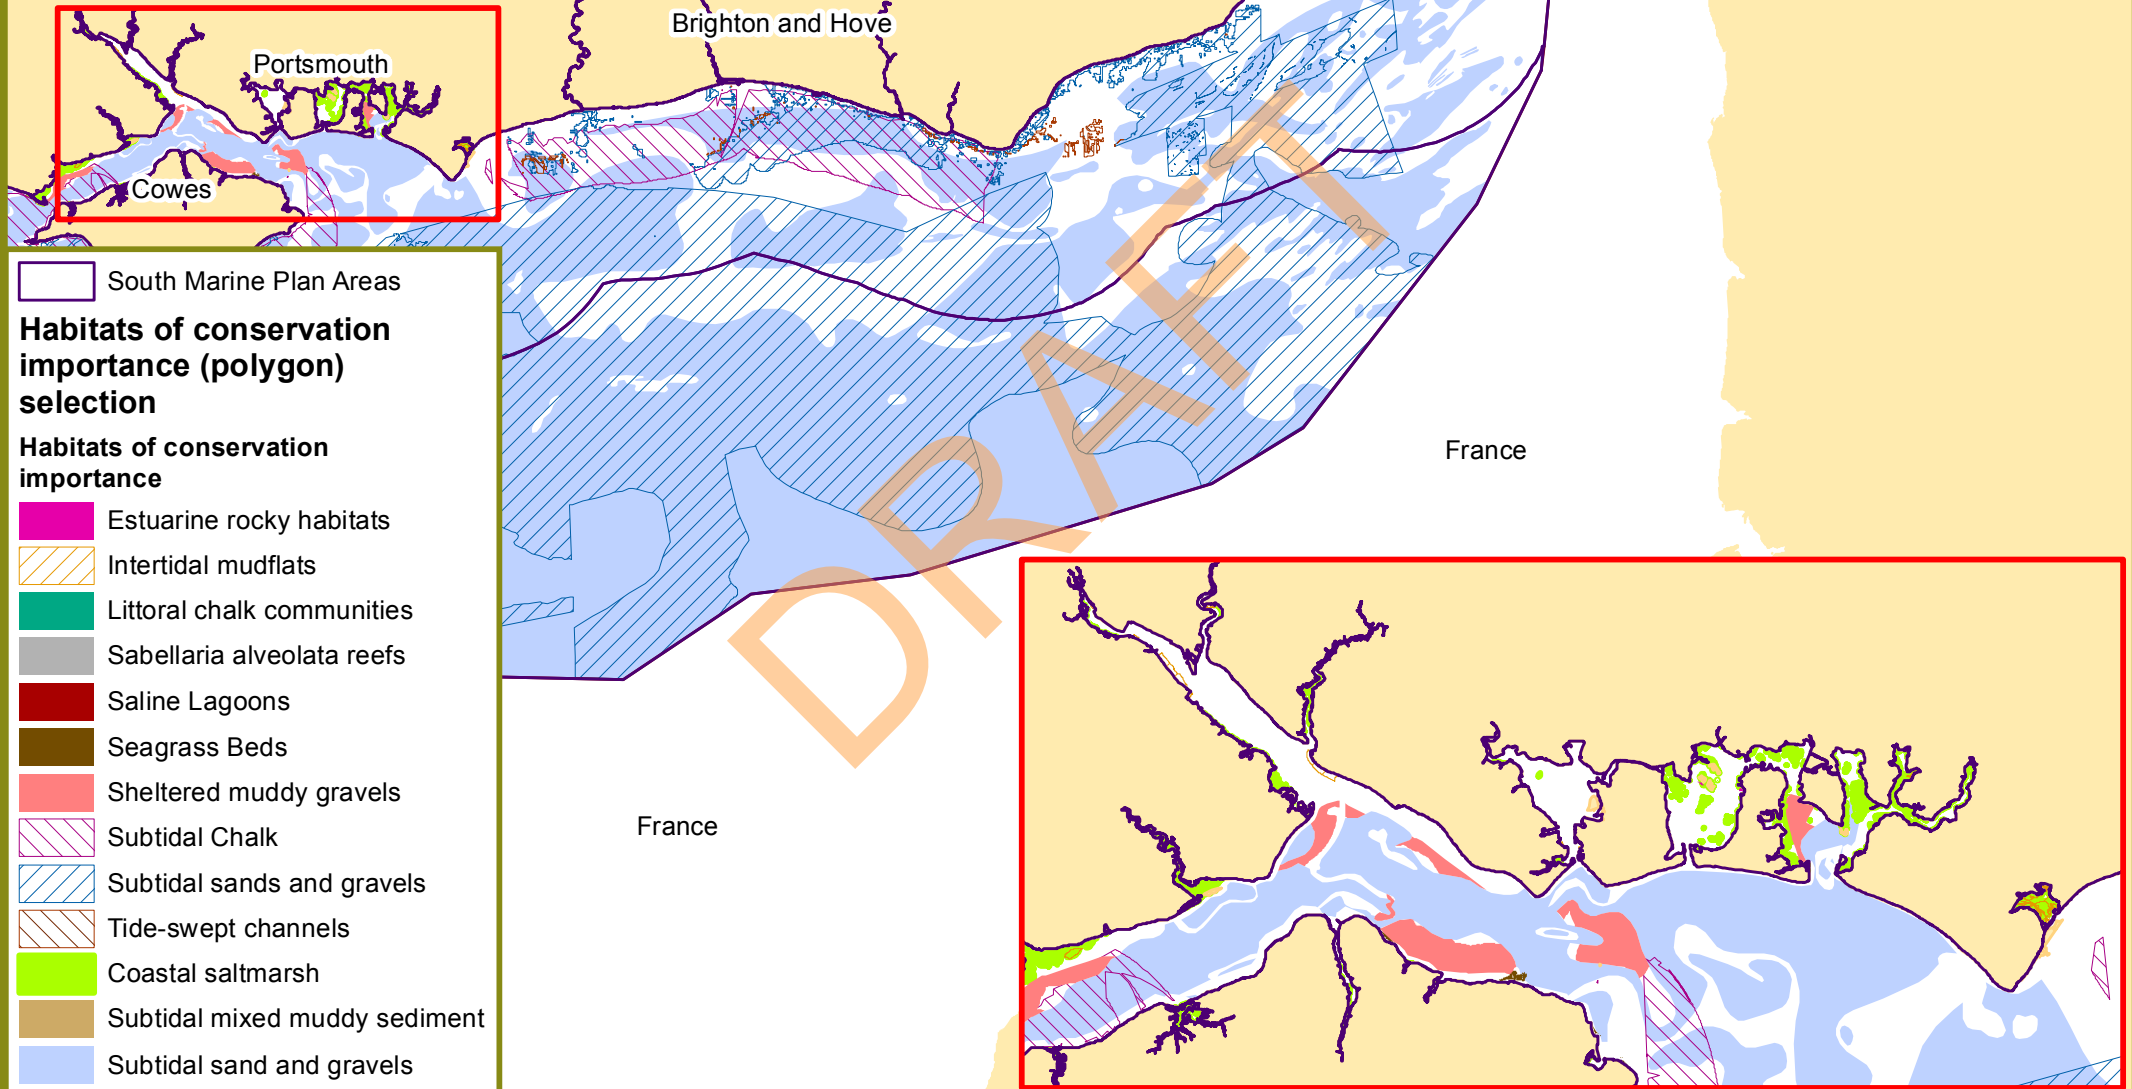 Brighton and Hove
Portsmouth
Cowes
South Marine Plan Areas
Habitats of conservation
importance (polygon)
selection
Habitats of conservation
importance
Estuarine rocky habitats
Intertidal mudflats
Littoral chalk communities
Sabellaria alveolata reefs
Saline Lagoons
Seagrass Beds
Sheltered muddy gravels
Subtidal Chalk
Subtidal sands and gravels
Tide-swept channels
Coastal saltmarsh
Subtidal mixed muddy sediment
Subtidal sand and gravels
France
France
DRAFT